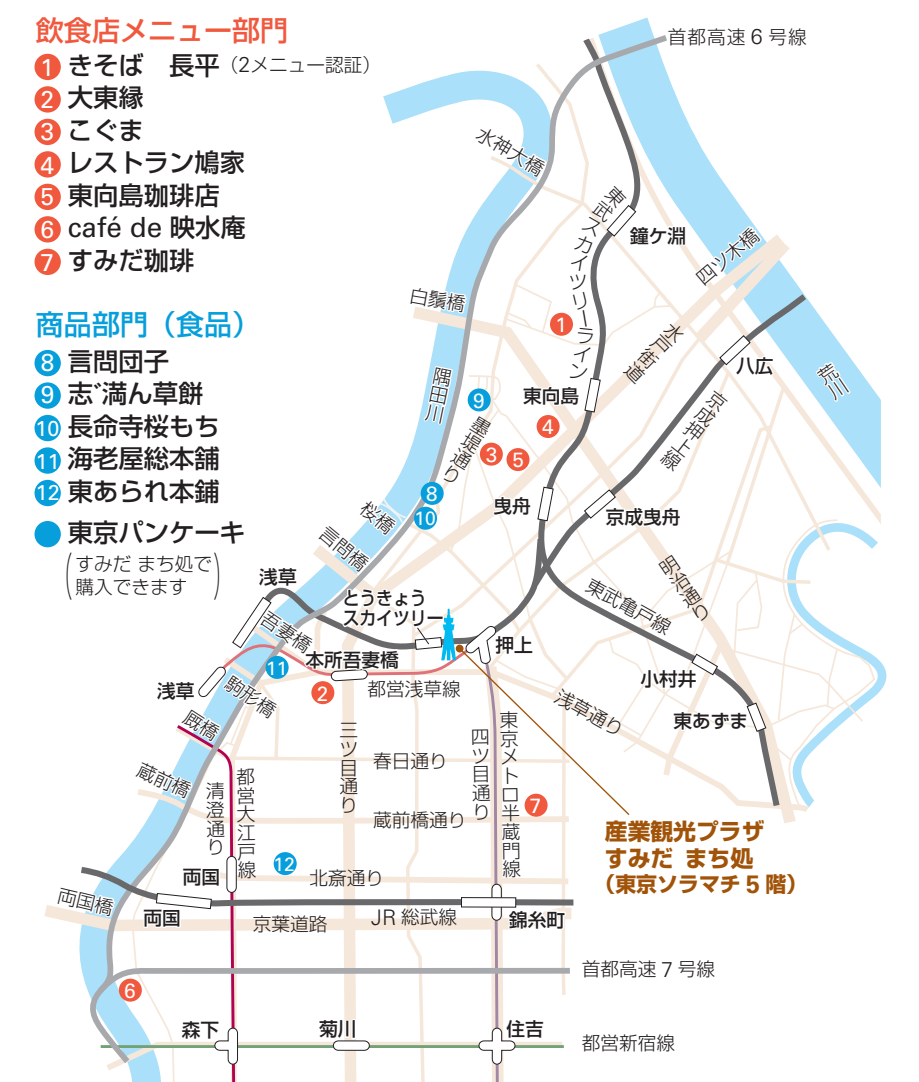 飲食店メニュー部門
1 きそば 長平（2メニュー認証）
2 大東縁
3 こぐま
4 レストラン鳩家
5 東向島珈琲店
6 café de 映水庵
7 すみだ珈琲
商品部門（食品）
8 言問団子
9 志゛満ん草餅
10 長命寺桜もち
11 海老屋総本舗
12 東あられ本鋪
東京パンケーキ
（すみだ まち処で
購入できます）
首都高速6号線
水神大橋
東武スカイツリーライン
鐘ケ淵
四ツ木橋
白鬚橋
1
水戸街道
八広
荒川
隅田川
東向島
9
4
墨堤通り
3
5
京成押上線
8
10
曳舟
京成曳舟
桜橋
言問橋
明治通り
浅草
とうきょう
スカイツリー
東武亀戸線
吾妻橋
押上
本所吾妻橋
11
小村井
浅草
駒形橋
2
都営浅草線
浅草通り
東あずま
厩橋
三ツ目通り
四ツ目通り
東京メトロ半蔵門線
春日通り
蔵前橋
清澄通り
都営大江戸線
7
蔵前橋通り
産業観光プラザ
すみだ まち処
（東京ソラマチ5階）
12
両国
北斎通り
両国橋
両国
京葉道路
JR総武線
錦糸町
首都高速7号線
6
森下
菊川
住吉
都営新宿線